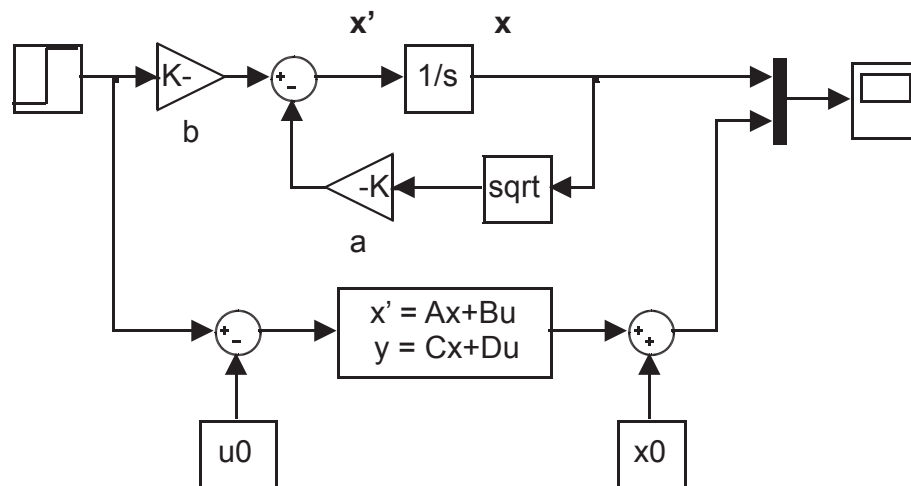 x'
x
K-
+
-
1/s
b
-K
sqrt
a
x' = Ax+Bu
y = Cx+Du
+
-
+
+
u0
x0